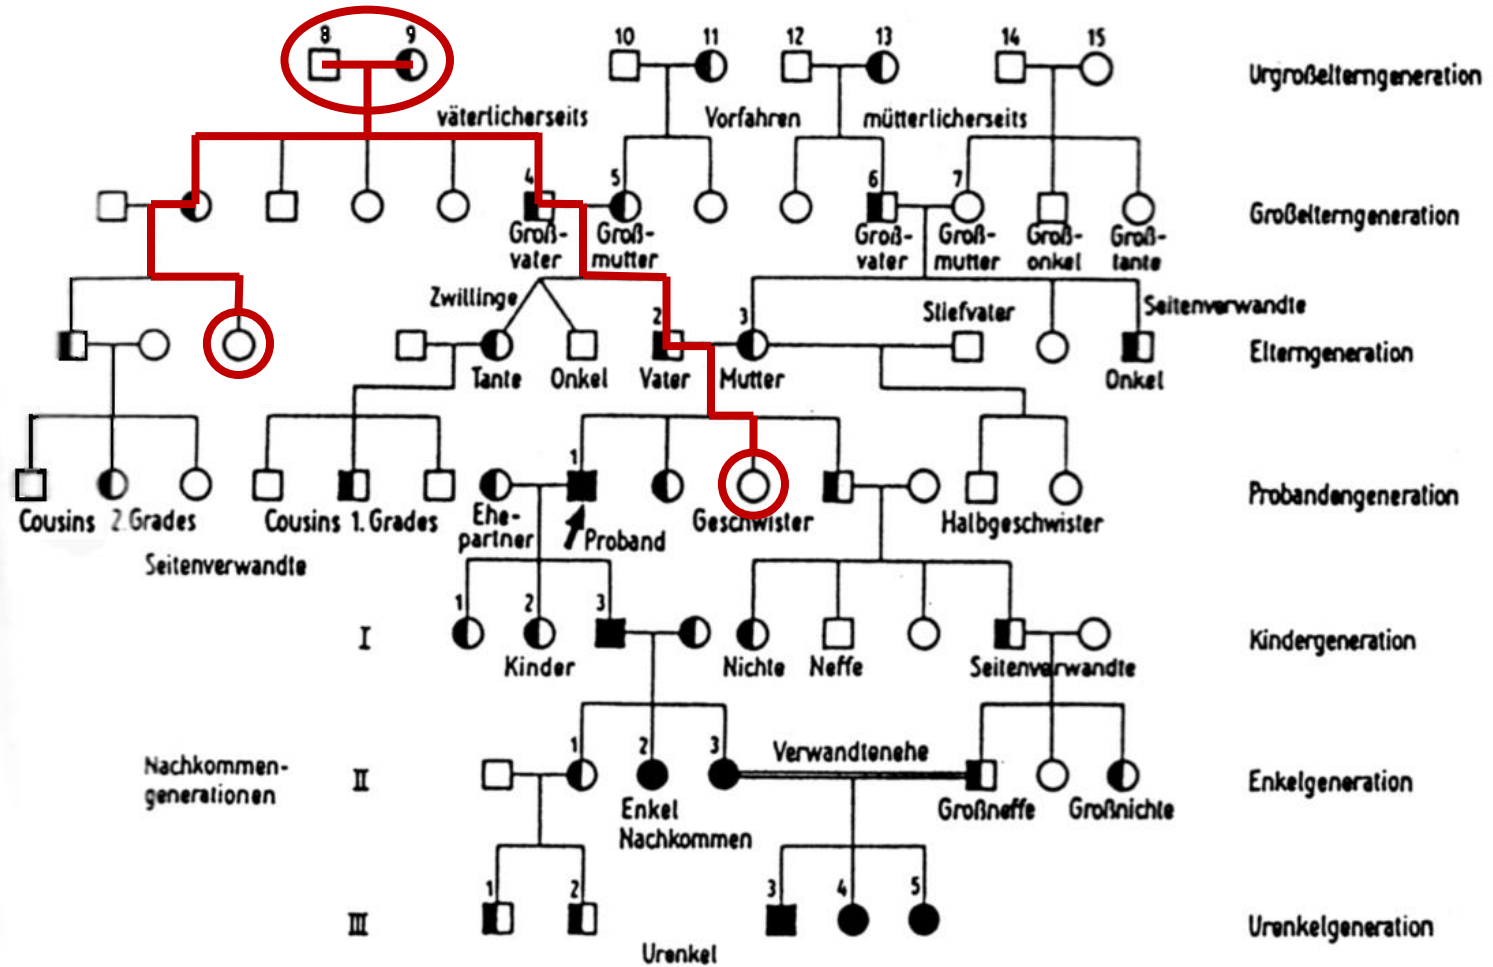 8 9 10 11 12 13 14 15
Urgroßelterngeneration
väterlicherseits Vorfahren mütterlicherseits
4 5 6 7
Großelterngeneration
Groß- Groß- Groß- Groß- Groß- Groß-
vater mutter vater mutter onkel tante
Zwillinge Stiefvater Seitenverwandte
2 3
Elterngeneration
Tante Onkel Vater Mutter Onkel
1
Probandengeneration
Cousins 2. Grades Cousins 1. Grades Ehe- Geschwister Halbgeschwister
partner Proband
Seitenverwandte
1 2 3
I Kindergeneration
Kinder Nichte Neffe Seitenverwandte
1 2 3 Verwandtenehe
Nachkommen-
generationen II Enkelgeneration
Enkel Großneffe Großnichte
Nachkommen
1 2 3 4 5
III Urenkelgeneration
Urenkel